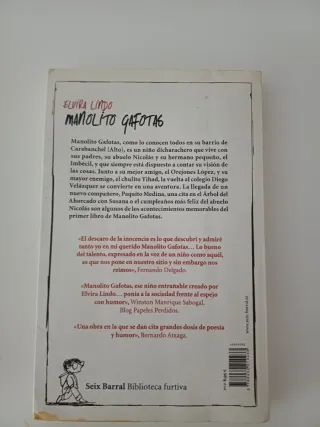 ELVIRA LINDO
MANOLITO GAFOTAS
Manolito Gafotas, como lo conocen todos en su barrio de
Carabanchel (Alto), es un niño dicharachero que vive con
sus padres, su abuelo Nicolás y su hermano pequeño, el
Imbécil, y que siempre está dispuesto a contar su visión de
las cosas. Junto a su mejor amigo, el Orejones López, y su
mayor enemigo, el chulito Yihad, la vuelta al colegio Diego
Velázquez se convierte en una aventura. La llegada de un
nuevo compañero, Paquito Medina, una cita en el Árbol del
Ahorcado con Susana o el cumpleaños más feliz del abuelo
Nicolás son algunos de los acontecimientos memorables del
primer libro de Manolito Gafotas.
«El descaro de la inocencia es lo que descubrí y admiré
tanto yo en mi querido Manolito Gafotas... Lo bueno
del talento, expresado en la voz de un niño como aquél,
es que nos pone en nuestro sitio y sin embargo nos
reímos», Fernando Delgado.
«Manolito Gafotas, ese niño entrañable creado por
Elvira Lindo... ponía a la sociedad frente al espejo
con humor», Winston Manrique Sabogal,
Blog Papeles Perdidos.
«Una obra en la que se dan cita grandes dosis de poesía
y humor», Bernardo Atxaga.
Seix Barral Biblioteca furtiva
www.seix-barral.es